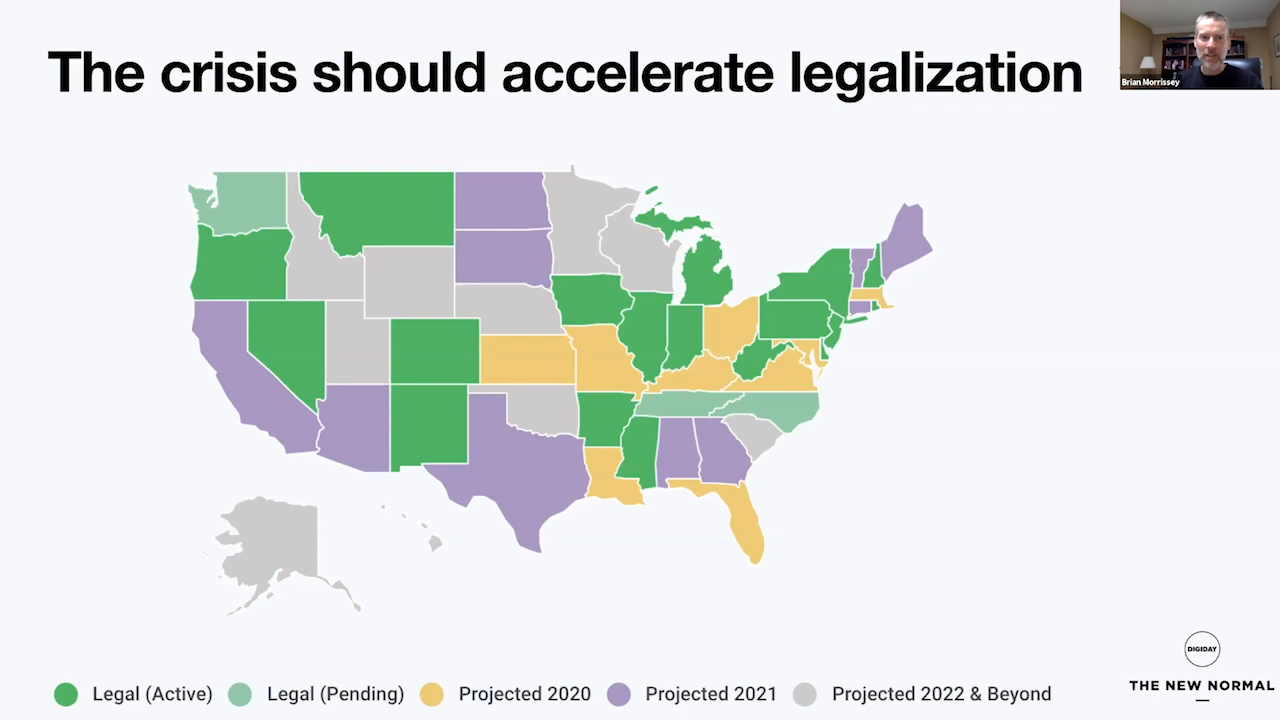 The crisis should accelerate legalization
Brian Morrissey
Legal (Active)
Legal (Pending)
Projected 2020
Projected 2021
Projected 2022 & Beyond
DIGIDAY
THE NEW NORMAL